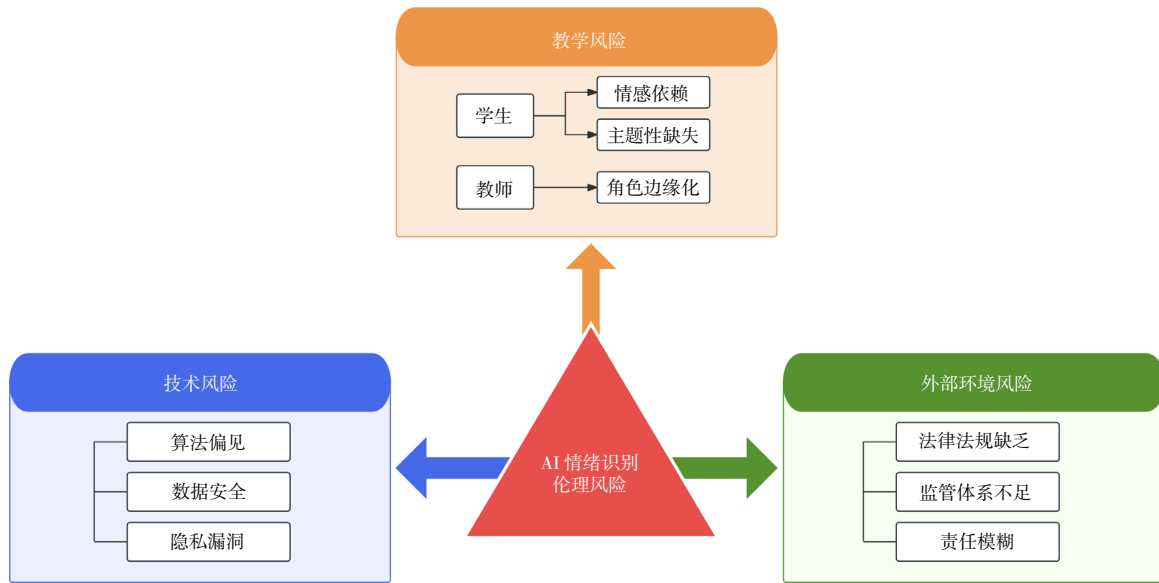 教学风险
学生
情感依赖
主题性缺失
教师
角色边缘化
技术风险
算法偏见
数据安全
隐私漏洞
AI 情绪识别
伦理风险
外部环境风险
法律法规缺乏
监管体系不足
责任模糊